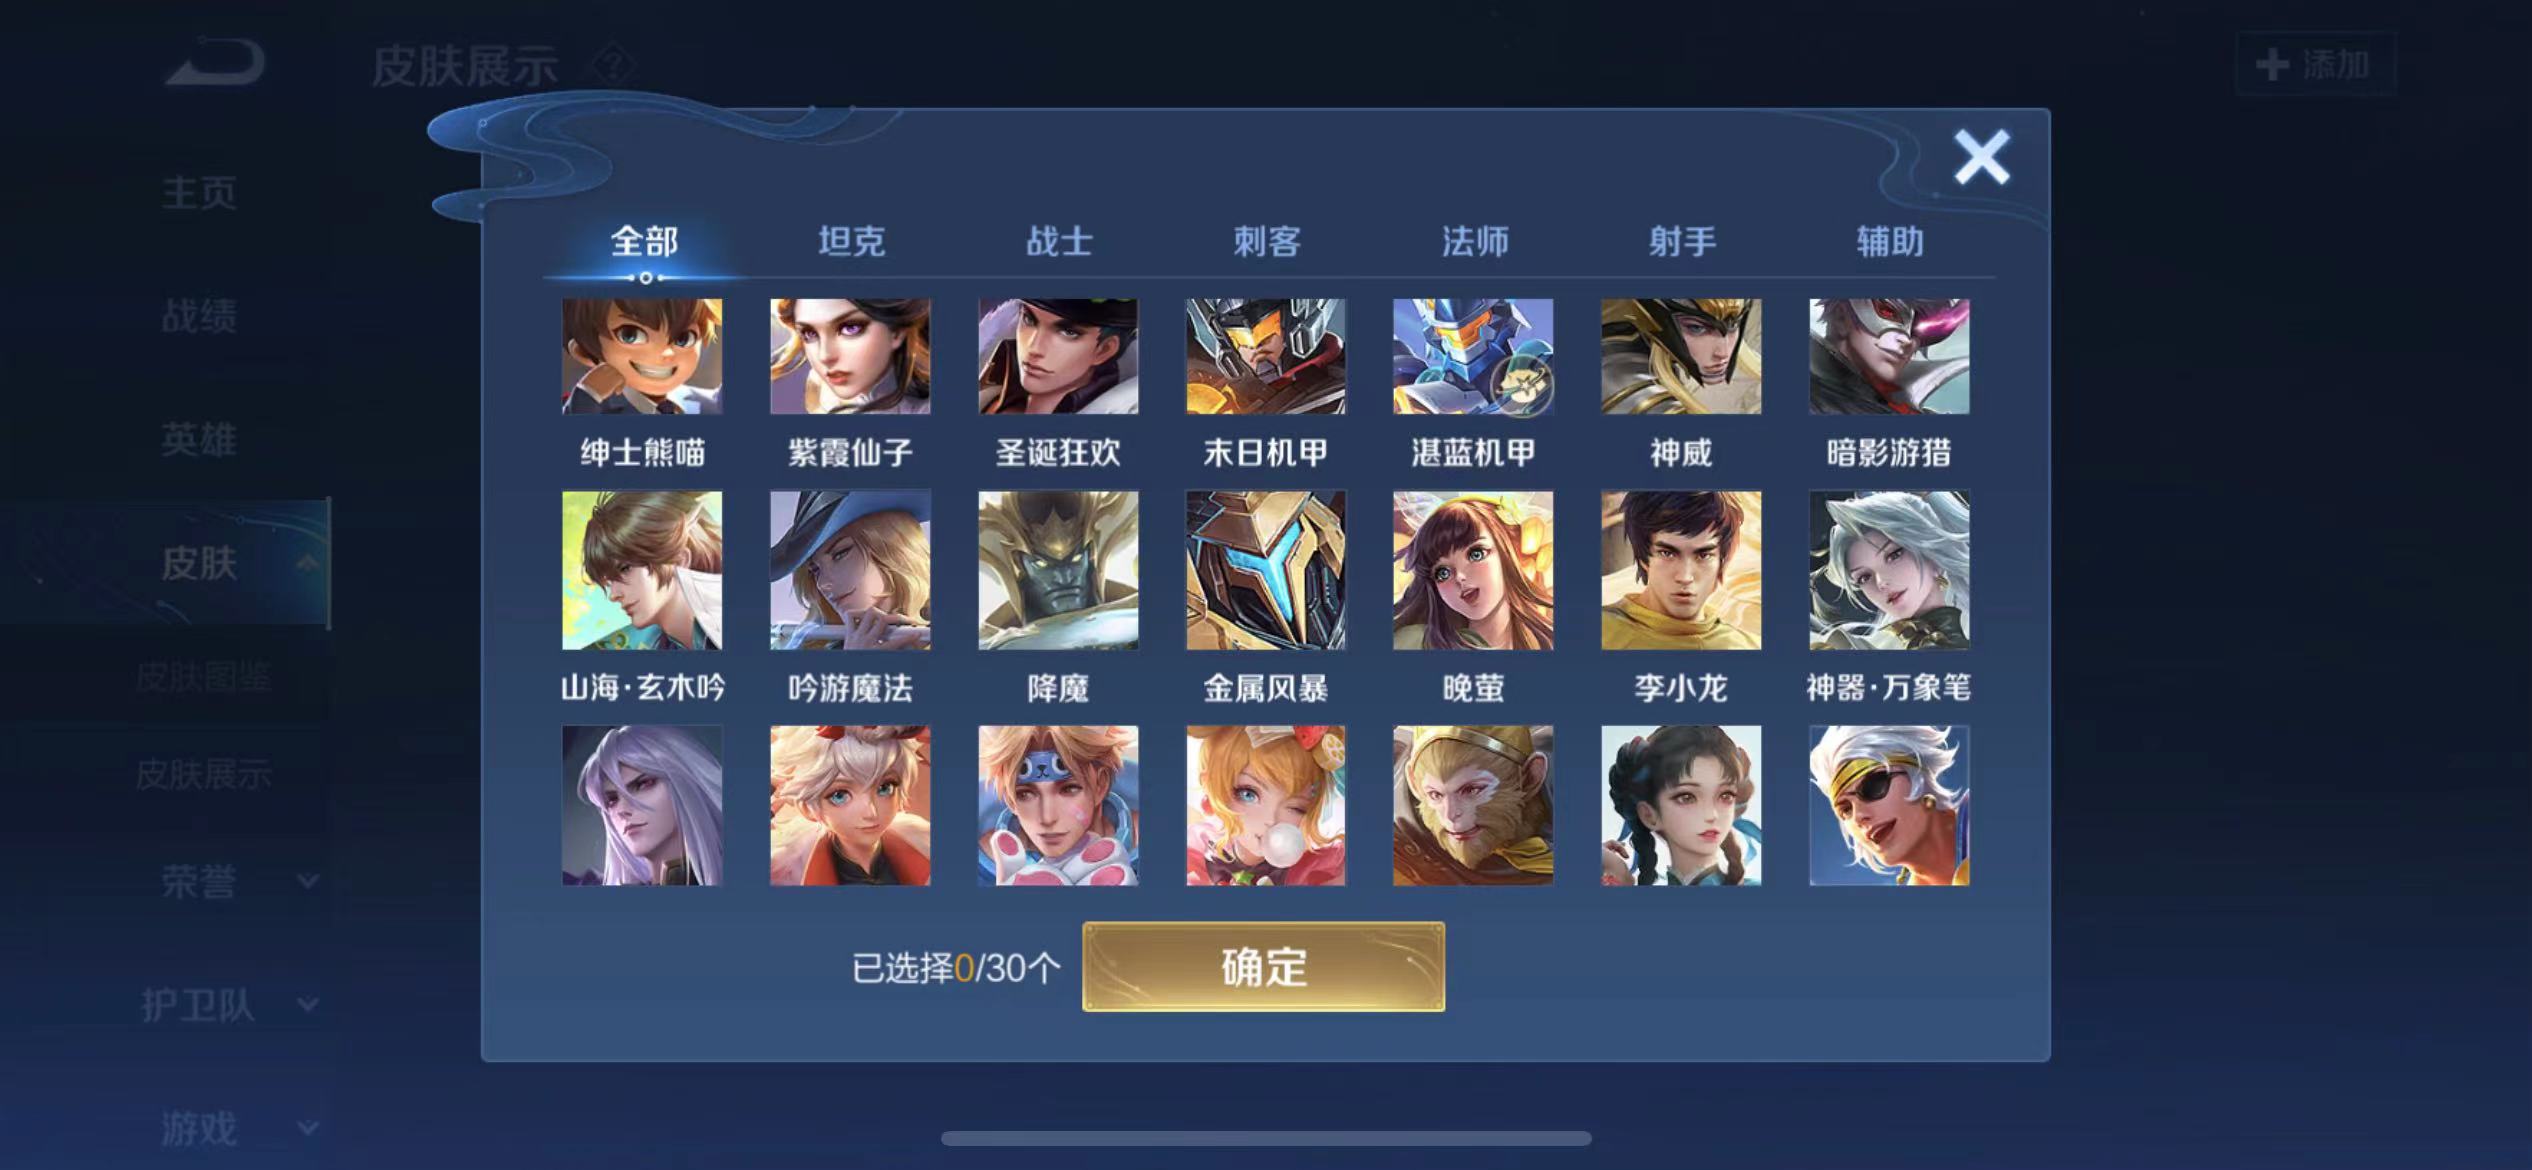 皮肤展示 ?
添加
主页
战绩
英雄
皮肤
皮肤图鉴
皮肤展示
荣誉
护卫队
游戏
全部 坦克 战士 刺客 法师 射手 辅助
绅士熊喵 紫霞仙子 圣诞狂欢 末日机甲 湛蓝机甲 神威 暗影游猎
山海·玄木吟 吟游魔法 降魔 金属风暴 晚萤 李小龙 神器·万象笔
已选择0/30个
确定